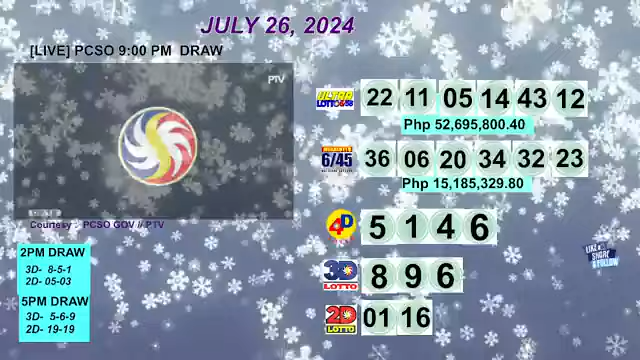 JULY 26, 2024
[LIVE] PCSO 9:00 PM DRAW
PTV
ULTRA
LOTTO 6/58
22 11 05 14 43 12
Php 52,695,800.40
6/45
36 06 20 34 32 23
Php 15,185,329.80
4D
5 1 4 6
3D
LOTTO
8 9 6
2D
LOTTO
01 16
Courtesy : PCSO GOV // PTV
2PM DRAW
3D- 8-5-1
2D- 05-03
5PM DRAW
3D- 5-6-9
2D- 19-19
LIKE
SHARE
& FOLLOW